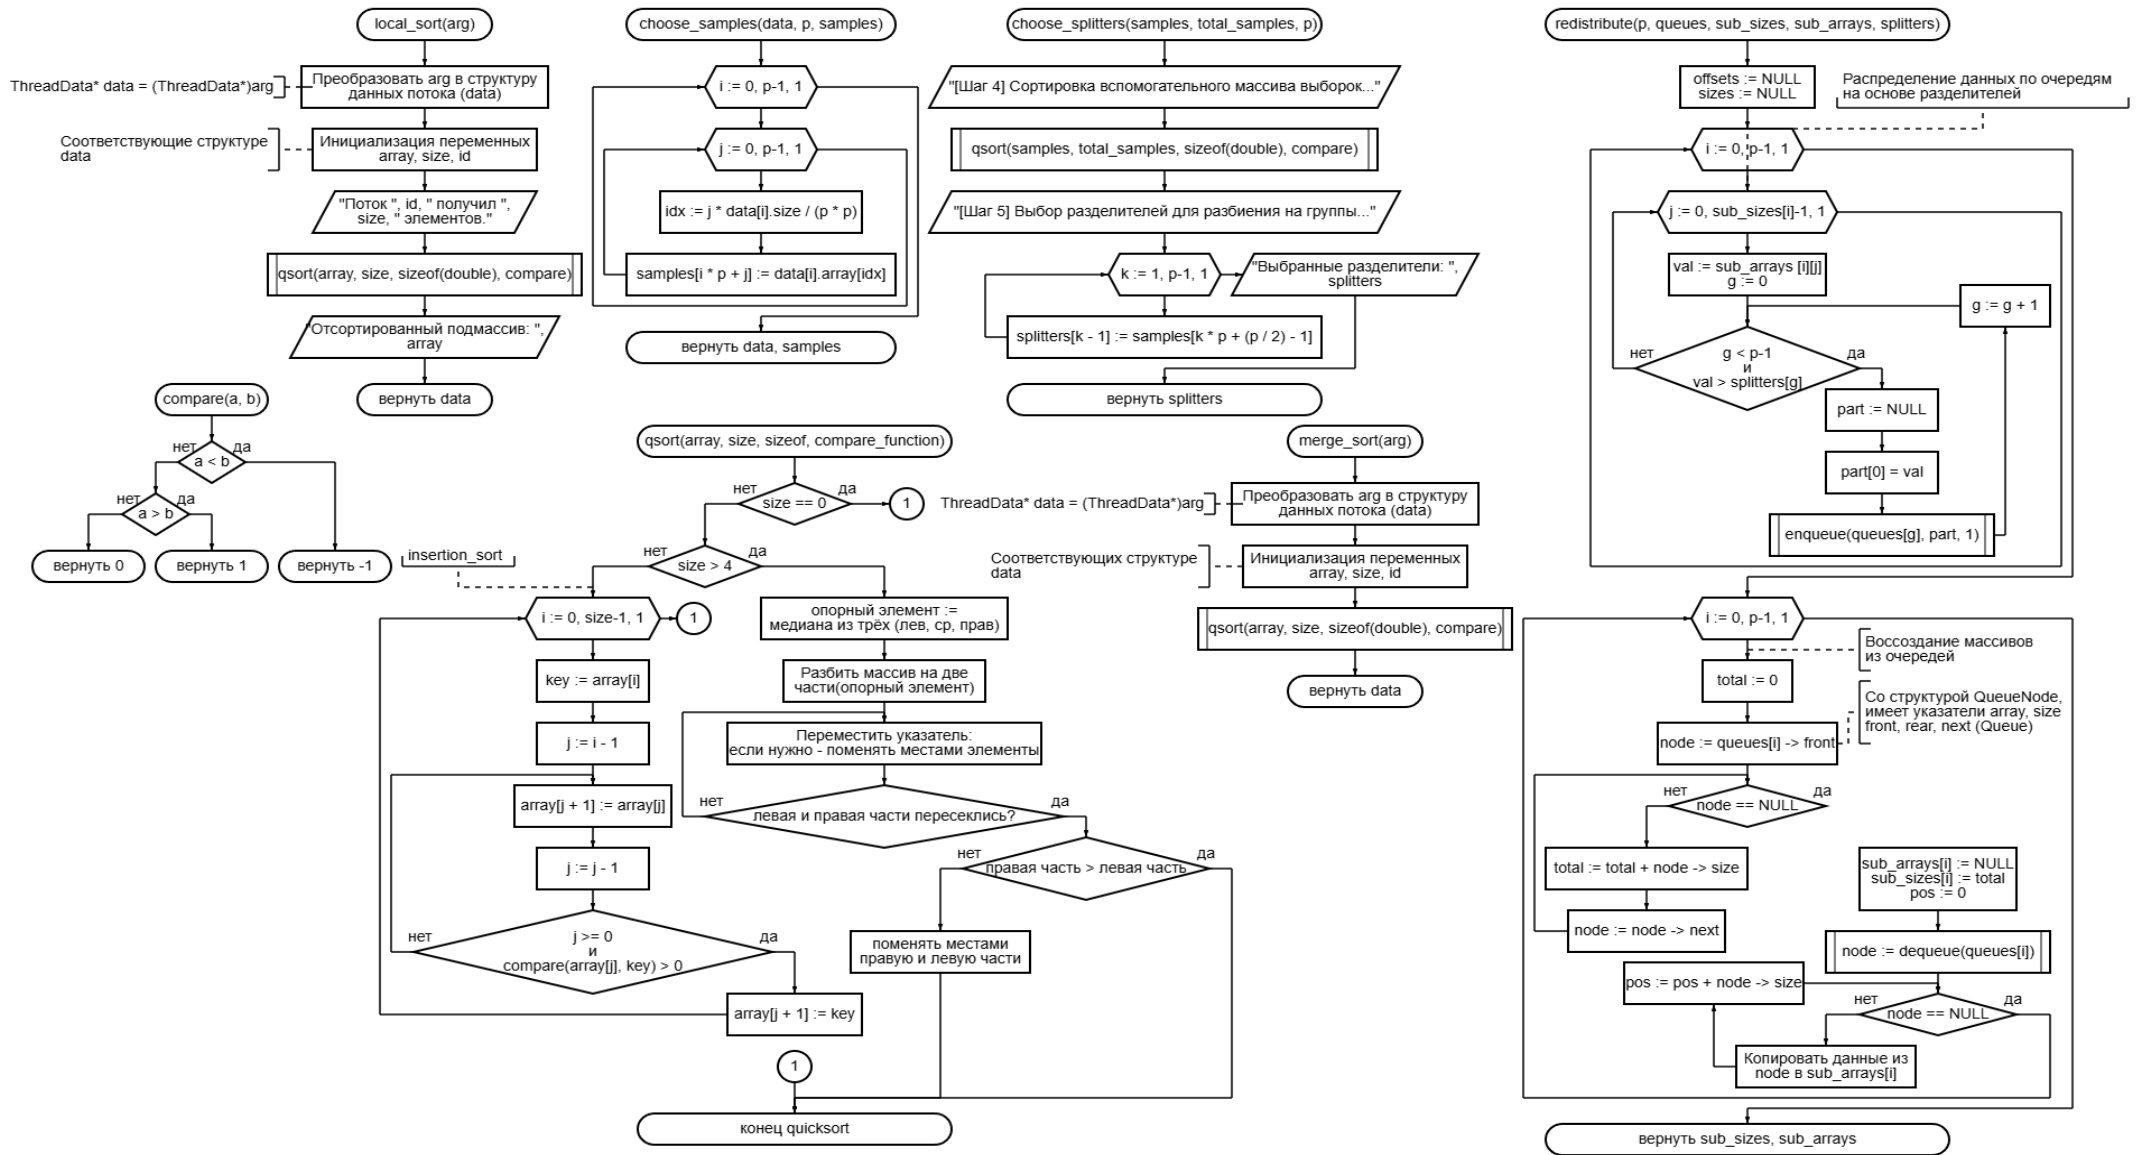 local_sort(arg)
ThreadData* data = (ThreadData*)arg
Преобразовать arg в структуру
данных потока (data)
Соответствующие структуре
data
Инициализация переменных
array, size, id
"Поток ", id, " получил ",
size, " элементов."
qsort(array, size, sizeof(double), compare)
"Отсортированный подмассив: ",
array
вернуть data
choose_samples(data, p, samples)
i := 0, p-1, 1
j := 0, p-1, 1
idx := j * data[i].size / (p * p)
samples[i * p + j] := data[i].array[idx]
вернуть data, samples
choose_splitters(samples, total_samples, p)
"[Шаг 4] Сортировка вспомогательного массива выборок..."
qsort(samples, total_samples, sizeof(double), compare)
"[Шаг 5] Выбор разделителей для разбиения на группы..."
k := 1, p-1, 1
"Выбранные разделители: ",
splitters
splitters[k - 1] := samples[k * p + (p / 2) - 1]
вернуть splitters
redistribute(p, queues, sub_sizes, sub_arrays, splitters)
offsets := NULL
sizes := NULL
Распределение данных по очередям
на основе разделителей
i := 0, p-1, 1
j := 0, sub_sizes[i]-1, 1
val := sub_arrays [i][j]
g := 0
g := g + 1
нет
g < p-1
и
val > splitters[g]
да
part := NULL
part[0] = val
enqueue(queues[g], part, 1)
i := 0, p-1, 1
Воссоздание массивов
из очередей
total := 0
Со структурой QueueNode,
имеет указатели array, size
front, rear, next (Queue)
node := queues[i] -> front
нет
node == NULL
да
total := total + node -> size
node := node -> next
sub_arrays[i] := NULL
sub_sizes[i] := total
pos := 0
node := dequeue(queues[i])
pos := pos + node -> size
нет
node == NULL
да
Копировать данные из
node в sub_arrays[i]
вернуть sub_sizes, sub_arrays
compare(a, b)
нет
a < b
да
нет
a > b
да
вернуть 0
вернуть 1
вернуть -1
qsort(array, size, sizeof, compare_function)
нет
size == 0
да
1
нет
size > 4
да
insertion_sort
i := 0, size-1, 1
1
key := array[i]
j := i - 1
array[j + 1] := array[j]
j := j - 1
нет
j >= 0
и
compare(array[j], key) > 0
да
array[j + 1] := key
опорный элемент :=
медиана из трёх (лев, ср, прав)
Разбить массив на две
части(опорный элемент)
Переместить указатель:
если нужно - поменять местами элементы
нет
левая и правая части пересеклись?
да
нет
правая часть > левая часть
да
поменять местами
правую и левую части
1
конец quicksort
merge_sort(arg)
ThreadData* data = (ThreadData*)arg
Преобразовать arg в структуру
данных потока (data)
Соответствующих структуре
data
Инициализация переменных
array, size, id
qsort(array, size, sizeof(double), compare)
вернуть data